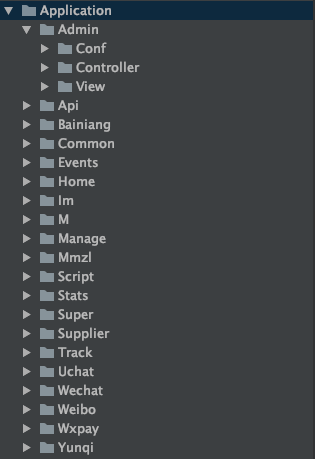 Application
Admin
Conf
Controller
View
Api
Bainiang
Common
Events
Home
Im
M
Manage
Mmzl
Script
Stats
Super
Supplier
Track
Uchat
Wechat
Weibo
Wxpay
Yunqi